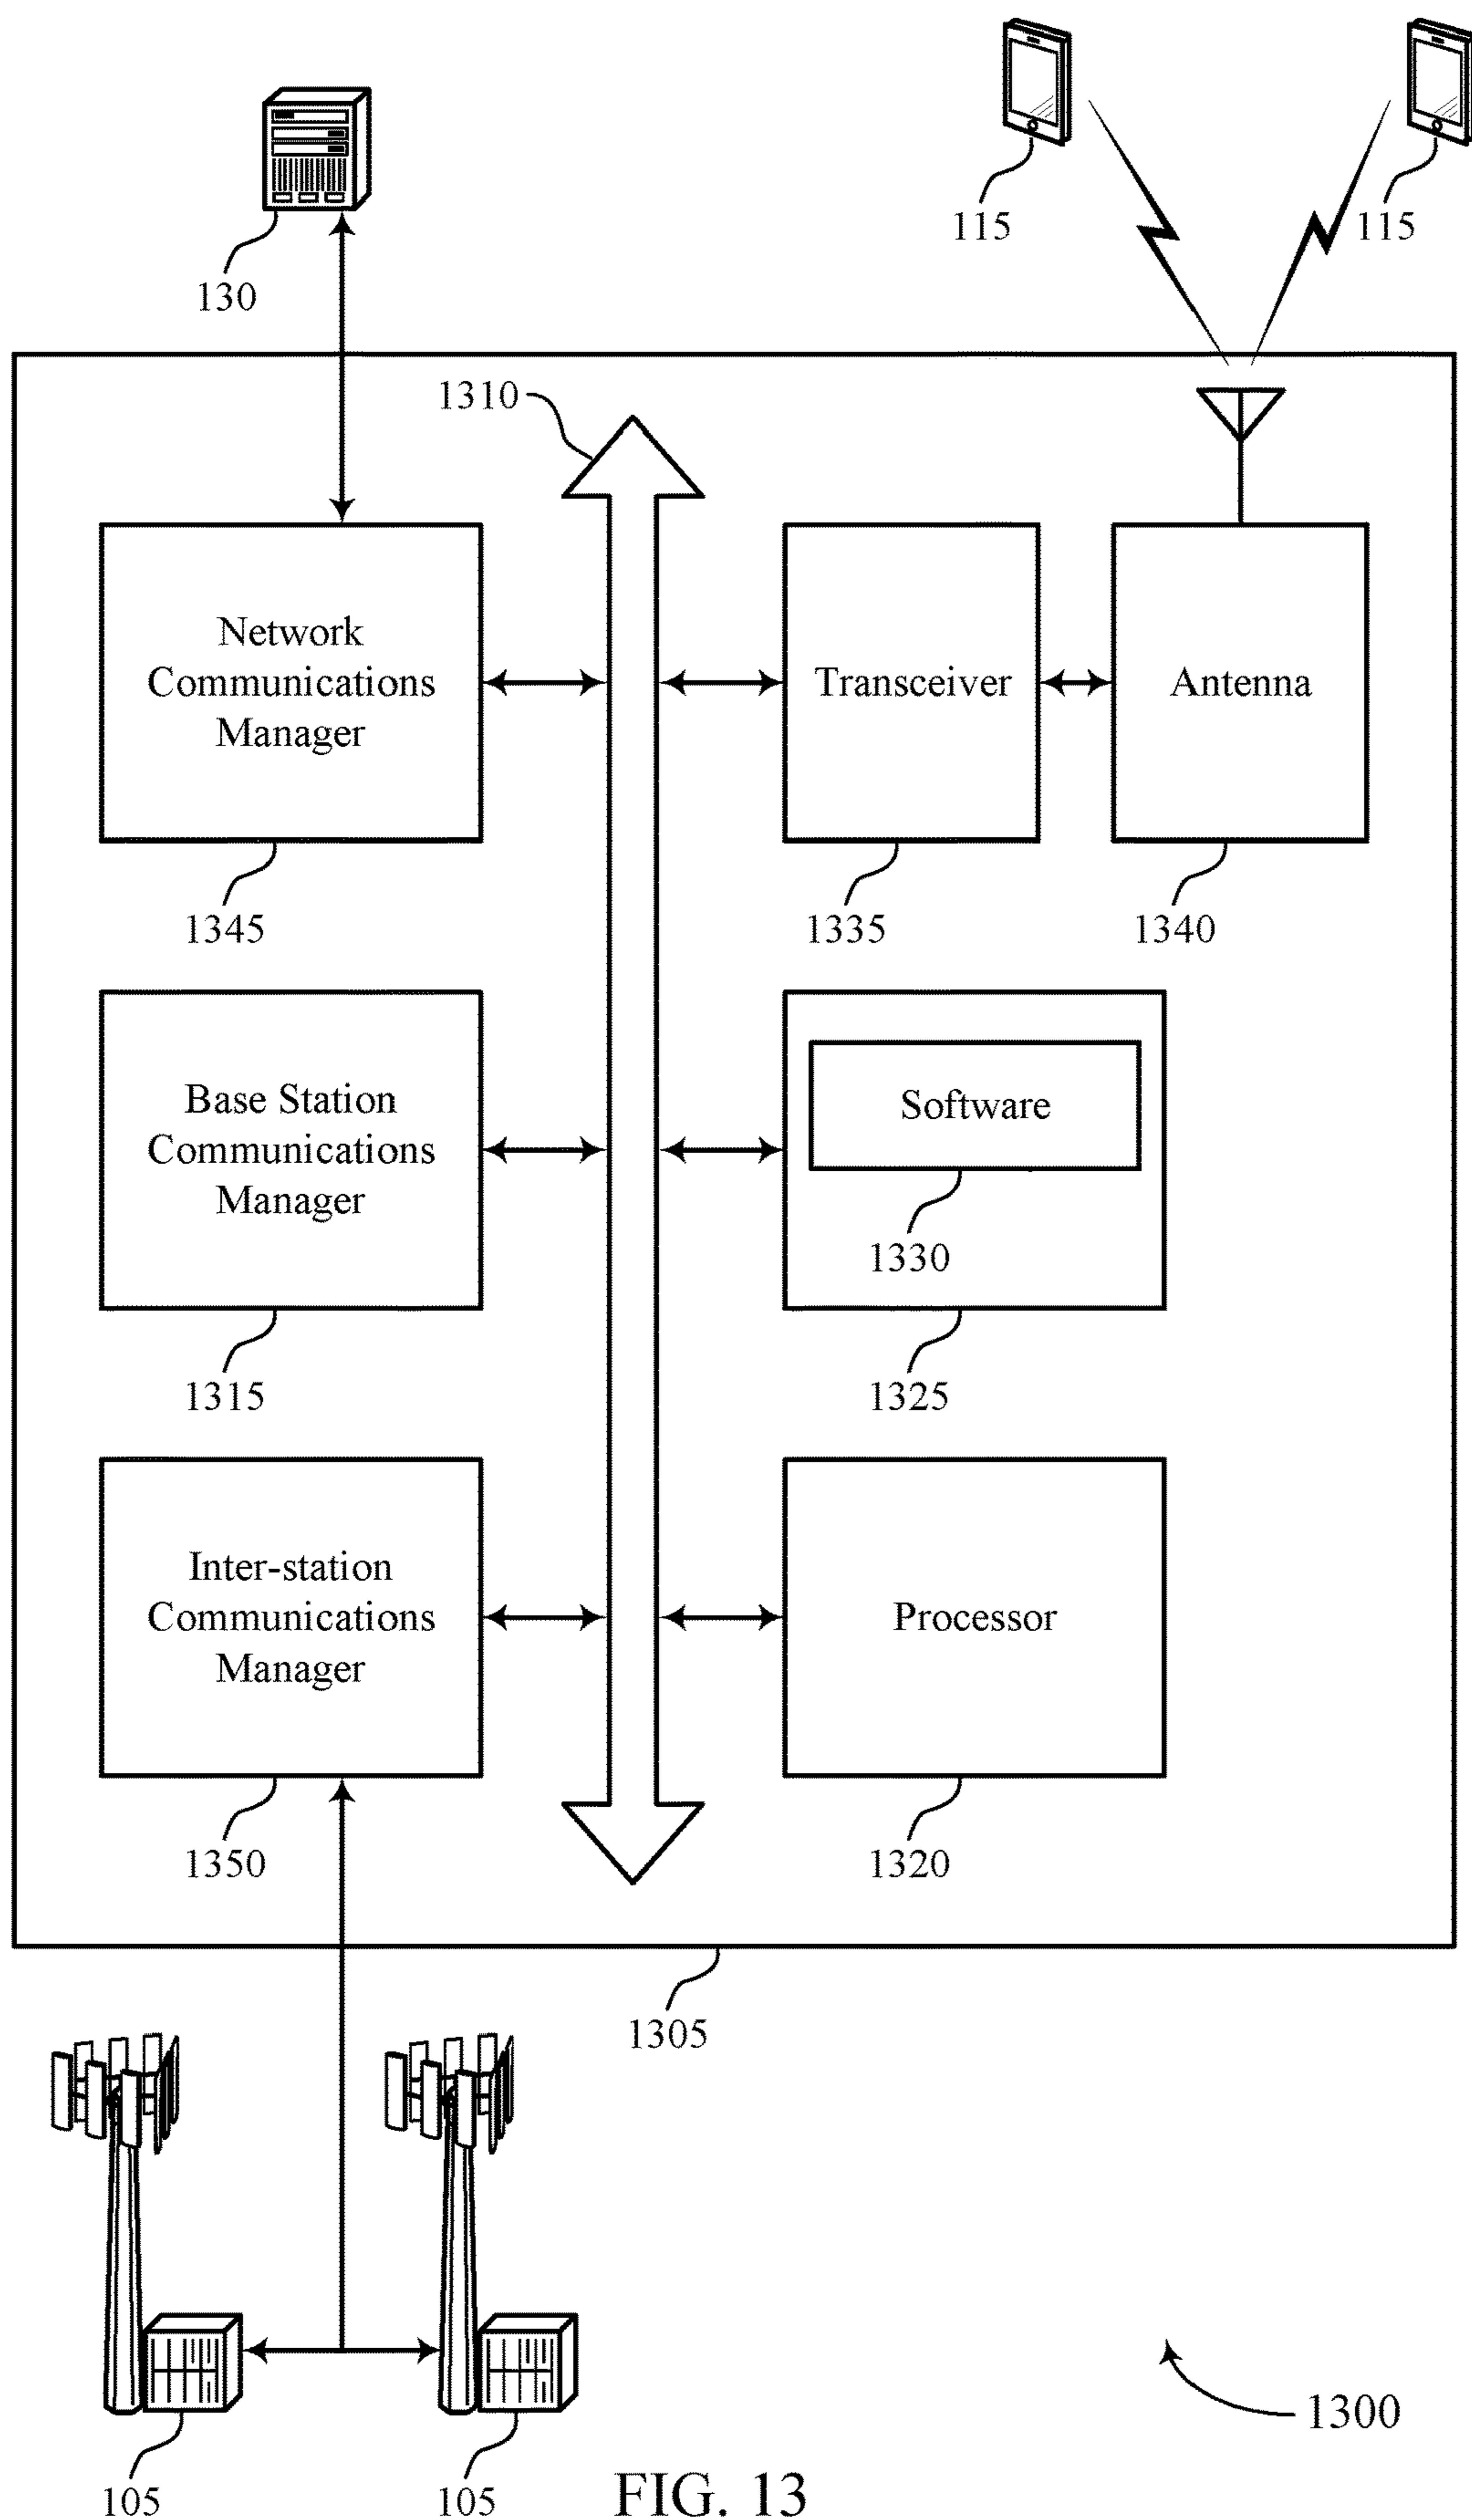 115
115
130
1310
Network
Communications
Manager
Transceiver
Antenna
1345
1335
1340
Base Station
Communications
Manager
Software
1330
1315
1325
Inter-station
Communications
Manager
Processor
1350
1320
1305
1300
105
105
FIG. 13